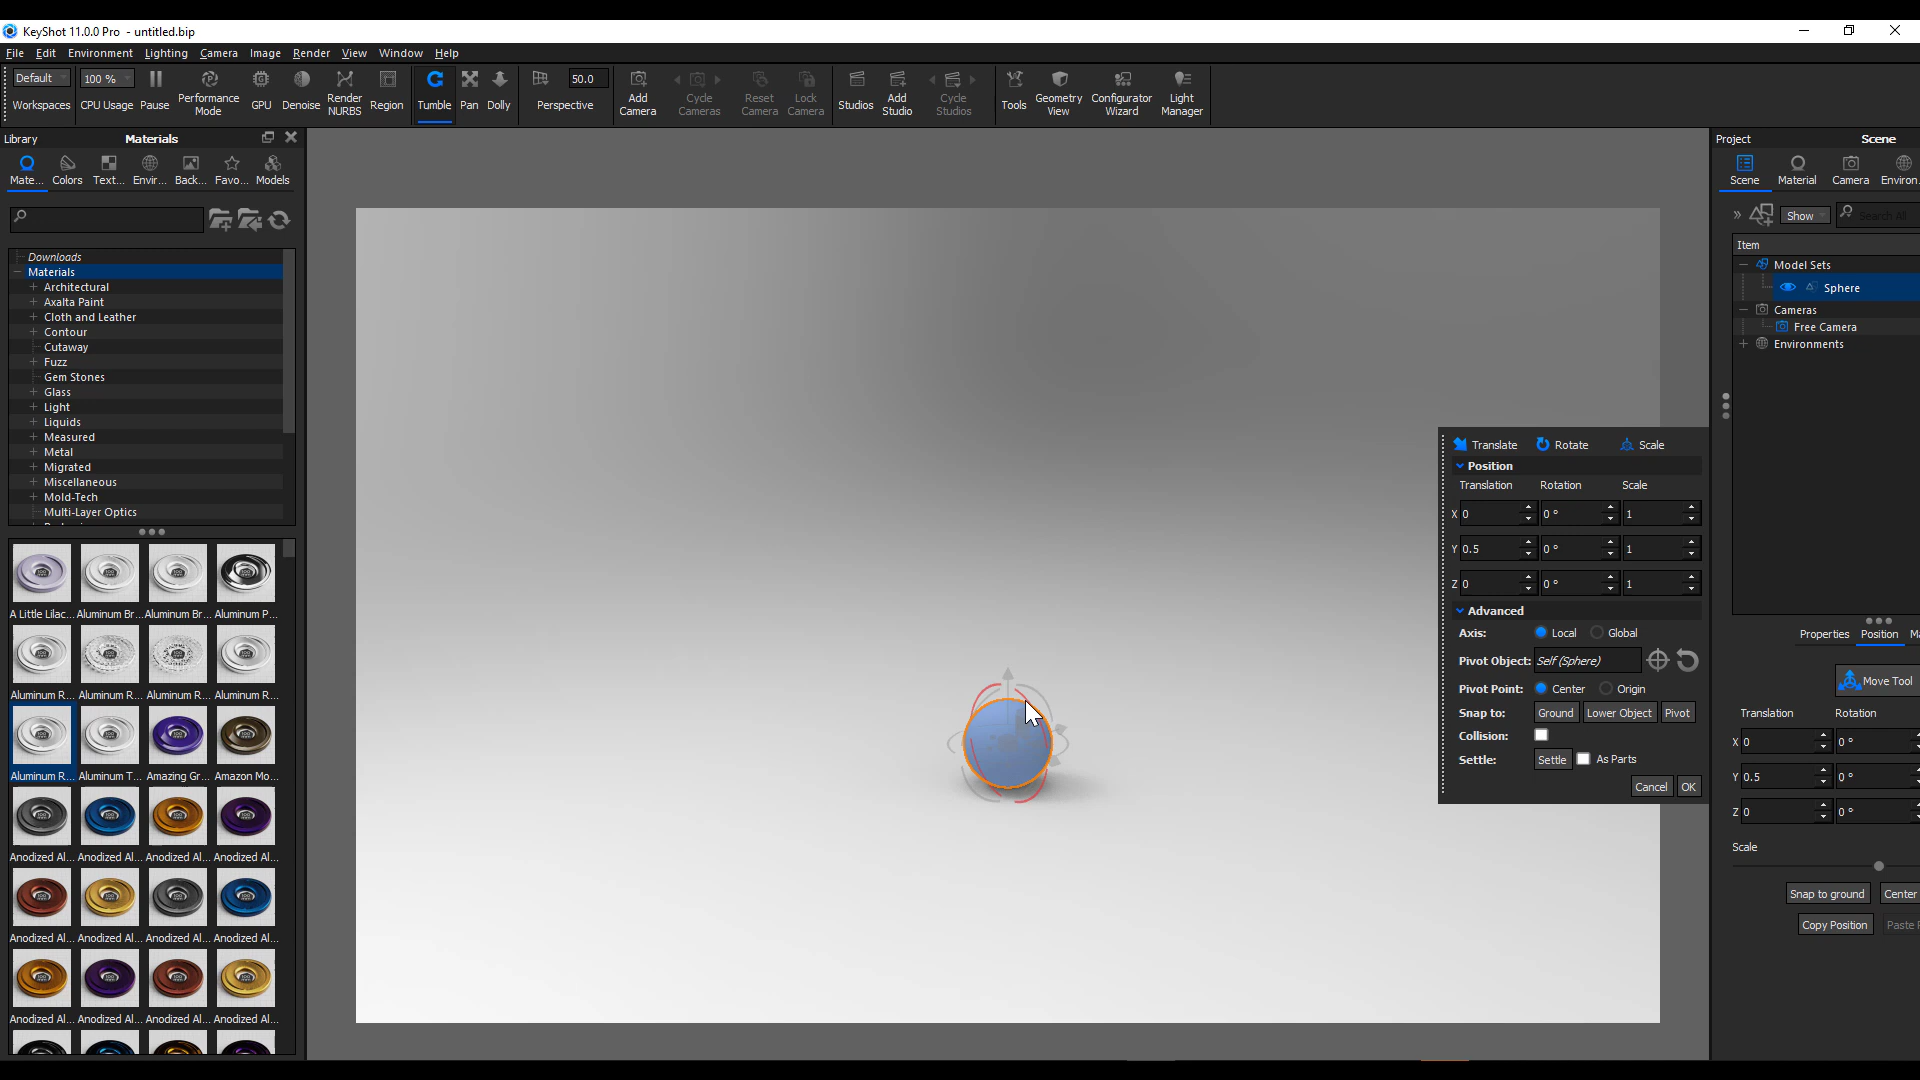 KeyShot 11.0.0 Pro - untitled.bip
File Edit Environment Lighting Camera Image Render View Window Help
Default 100 % 50.0
Workspaces CPU Usage Pause Performance Mode GPU Denoise Render NURBS Region Tumble Pan Dolly Perspective Add Camera Cycle Cameras Reset Camera Lock Camera Studios Add Studio Cycle Studios Tools Geometry View Configurator Wizard Light Manager
Library Materials
Mate... Colors Text... Envir... Back... Favo... Models
Downloads
Materials
Architectural
Axalta Paint
Cloth and Leather
Contour
Cutaway
Fuzz
Gem Stones
Glass
Light
Liquids
Measured
Metal
Migrated
Miscellaneous
Mold-Tech
Multi-Layer Optics
A Little Lilac... Aluminum Br... Aluminum Br... Aluminum P...
Aluminum R... Aluminum R... Aluminum R... Aluminum R...
Aluminum R... Aluminum T... Amazing Gr... Amazon Mo...
Anodized Al... Anodized Al... Anodized Al... Anodized Al...
Anodized Al... Anodized Al... Anodized Al... Anodized Al...
Anodized Al... Anodized Al... Anodized Al... Anodized Al...
Translate Rotate Scale
Position
Translation Rotation Scale
X 0 0 ° 1
Y 0.5 0 ° 1
Z 0 0 ° 1
Advanced
Axis: Local Global
Pivot Object: Self (Sphere)
Pivot Point: Center Origin
Snap to: Ground Lower Object Pivot
Collision:
Settle: Settle As Parts
Cancel OK
Project Scene
Scene Material Camera Environ
Show Search All
Item
Model Sets
Sphere
Cameras
Free Camera
Environments
Properties Position Ma
Move Tool
Translation Rotation
X 0 0 °
Y 0.5 0 °
Z 0 0 °
Scale
Snap to ground Center
Copy Position Paste